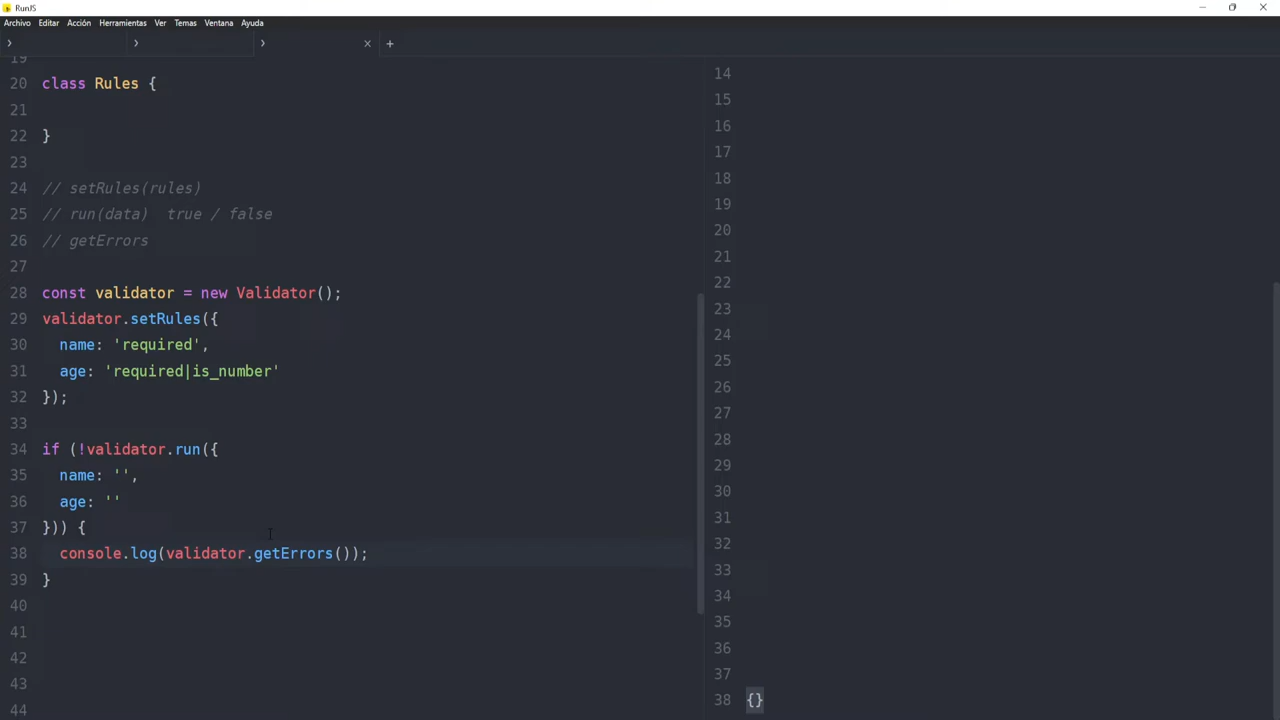 RunJS
Archivo Editar Acción Herramientas Ver Temas Ventana Ayuda
19
20 class Rules {
21
22 }
23
24 // setRules(rules)
25 // run(data)  true / false
26 // getErrors
27
28 const validator = new Validator();
29 validator.setRules({
30   name: 'required',
31   age: 'required|is_number'
32 });
33
34 if (!validator.run({
35   name: '',
36   age: ''
37 })) {
38   console.log(validator.getErrors());
39 }
40
41
42
43
44
14
15
16
17
18
19
20
21
22
23
24
25
26
27
28
29
30
31
32
33
34
35
36
37
38 {}